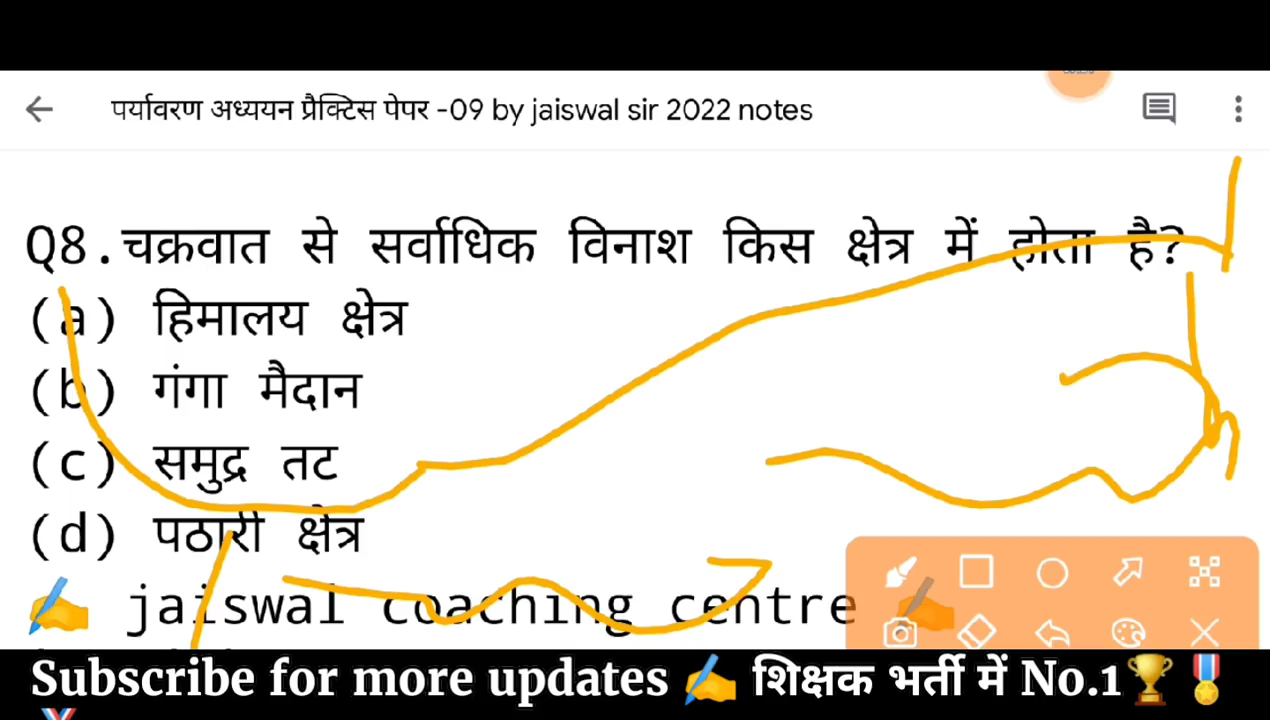 पर्यावरण अध्ययन प्रैक्टिस पेपर -09 by jaiswal sir 2022 notes
Q8.चक्रवात से सर्वाधिक विनाश किस क्षेत्र में होता है?
(a) हिमालय क्षेत्र
(b) गंगा मैदान
(c) समुद्र तट
(d) पठारी क्षेत्र
✍️ jaiswal coaching centre ✍️
Subscribe for more updates ✍️ शिक्षक भर्ती में No.1🏆🏅